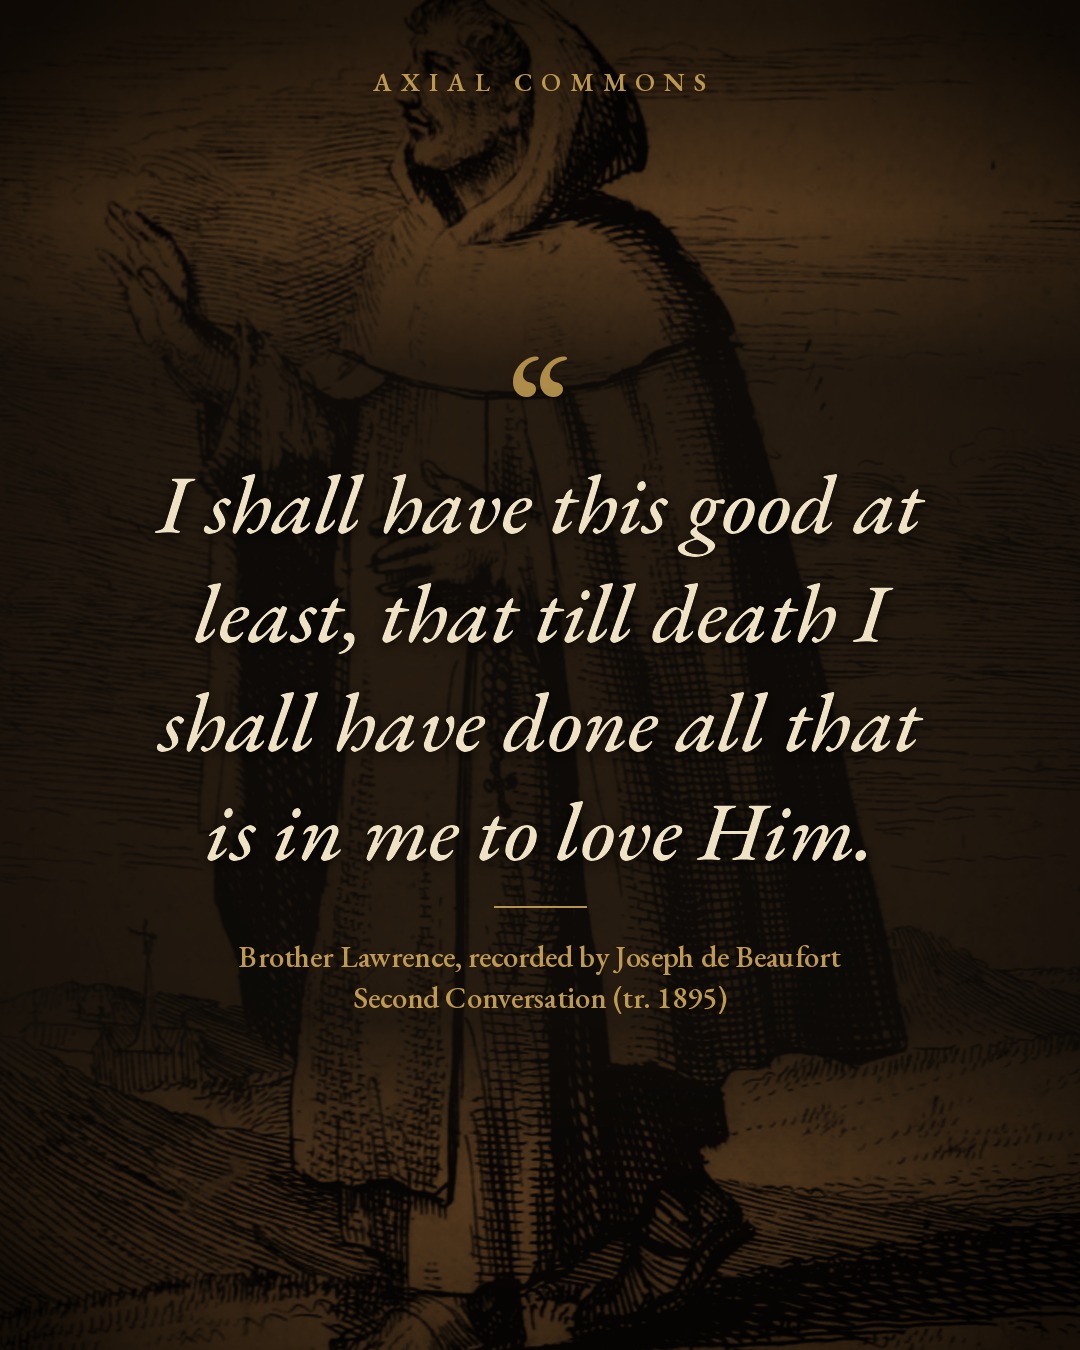 AXIAL COMMONS
“
I shall have this good at
least, that till death I
shall have done all that
is in me to love Him.
Brother Lawrence, recorded by Joseph de Beaufort
Second Conversation (tr. 1895)